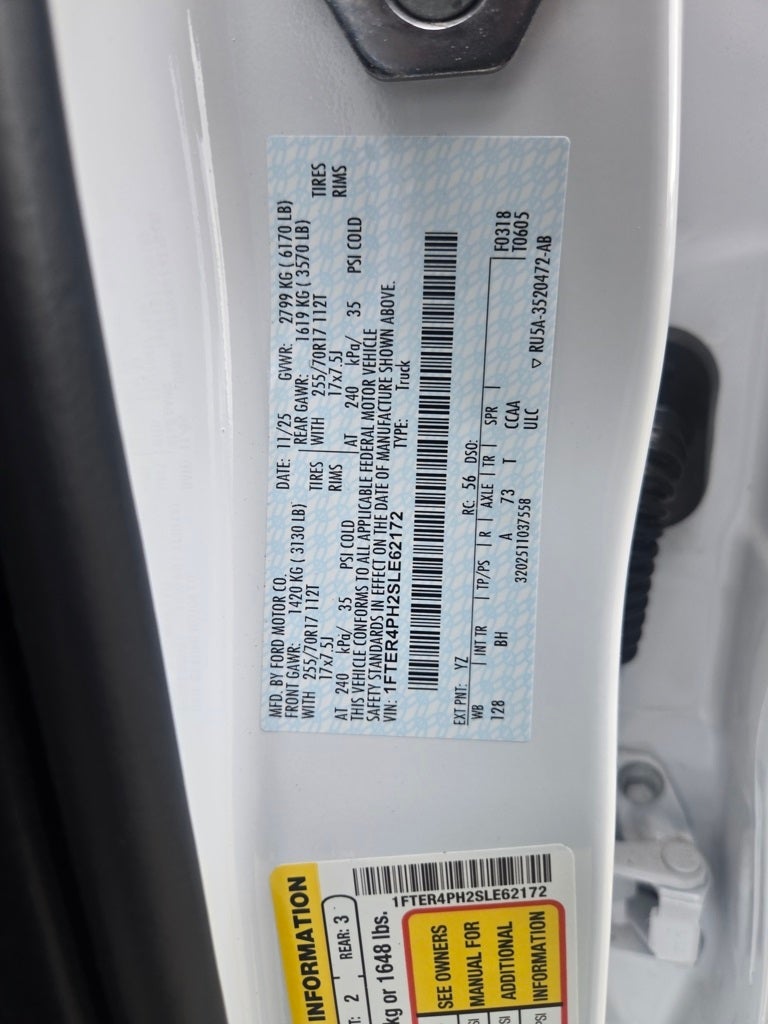 MFD. BY FORD MOTOR CO.
DATE: 11/25 GVWR: 2799 KG ( 6170 LB)
FRONT GAWR: 1420 KG ( 3130 LB) REAR GAWR: 1619 KG ( 3570 LB)
WITH 255/70R17 112T TIRES WITH 255/70R17 112T TIRES
17x7.5J RIMS 17x7.5J RIMS
AT 240 kPa/ 35 PSI COLD AT 240 kPa/ 35 PSI COLD
THIS VEHICLE CONFORMS TO ALL APPLICABLE FEDERAL MOTOR VEHICLE
SAFETY STANDARDS IN EFFECT ON THE DATE OF MANUFACTURE SHOWN ABOVE.
VIN: 1FTER4PH2SLE62172 TYPE: Truck
EXT PNT: YZ RC: 56 DSO: F0318
WB INT TR TP/PS R AXLE TR SPR T0605
128 BH A 73 T CCAA
3202511037558 ULC ▽ RU5A-3520472-AB
INFORMATION
2 REAR: 3
kg or 1648 lbs.
1FTER4PH2SLE62172
SEE OWNERS
MANUAL FOR
ADDITIONAL
INFORMATION